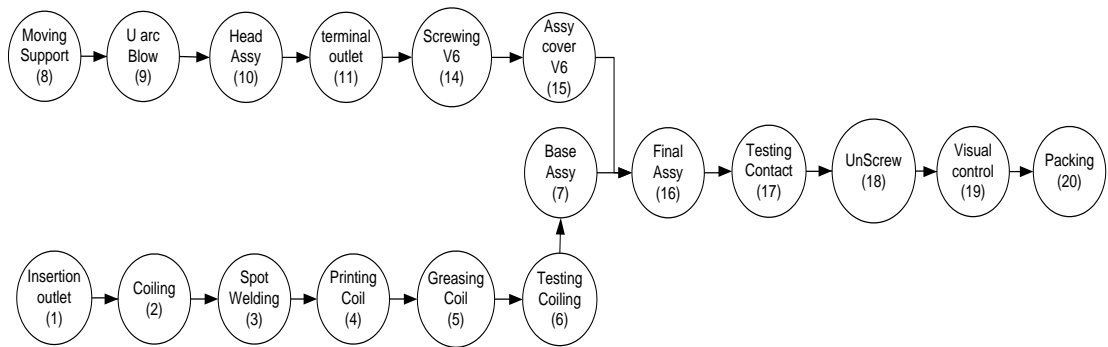 Moving
Support
(8)
U arc
Blow
(9)
Head
Assy
(10)
terminal
outlet
(11)
Screwing
V6
(14)
Assy
cover
V6
(15)
Base
Assy
(7)
Final
Assy
(16)
Testing
Contact
(17)
UnScrew
(18)
Visual
control
(19)
Packing
(20)
Insertion
outlet
(1)
Coiling
(2)
Spot
Welding
(3)
Printing
Coil
(4)
Greasing
Coil
(5)
Testing
Coiling
(6)